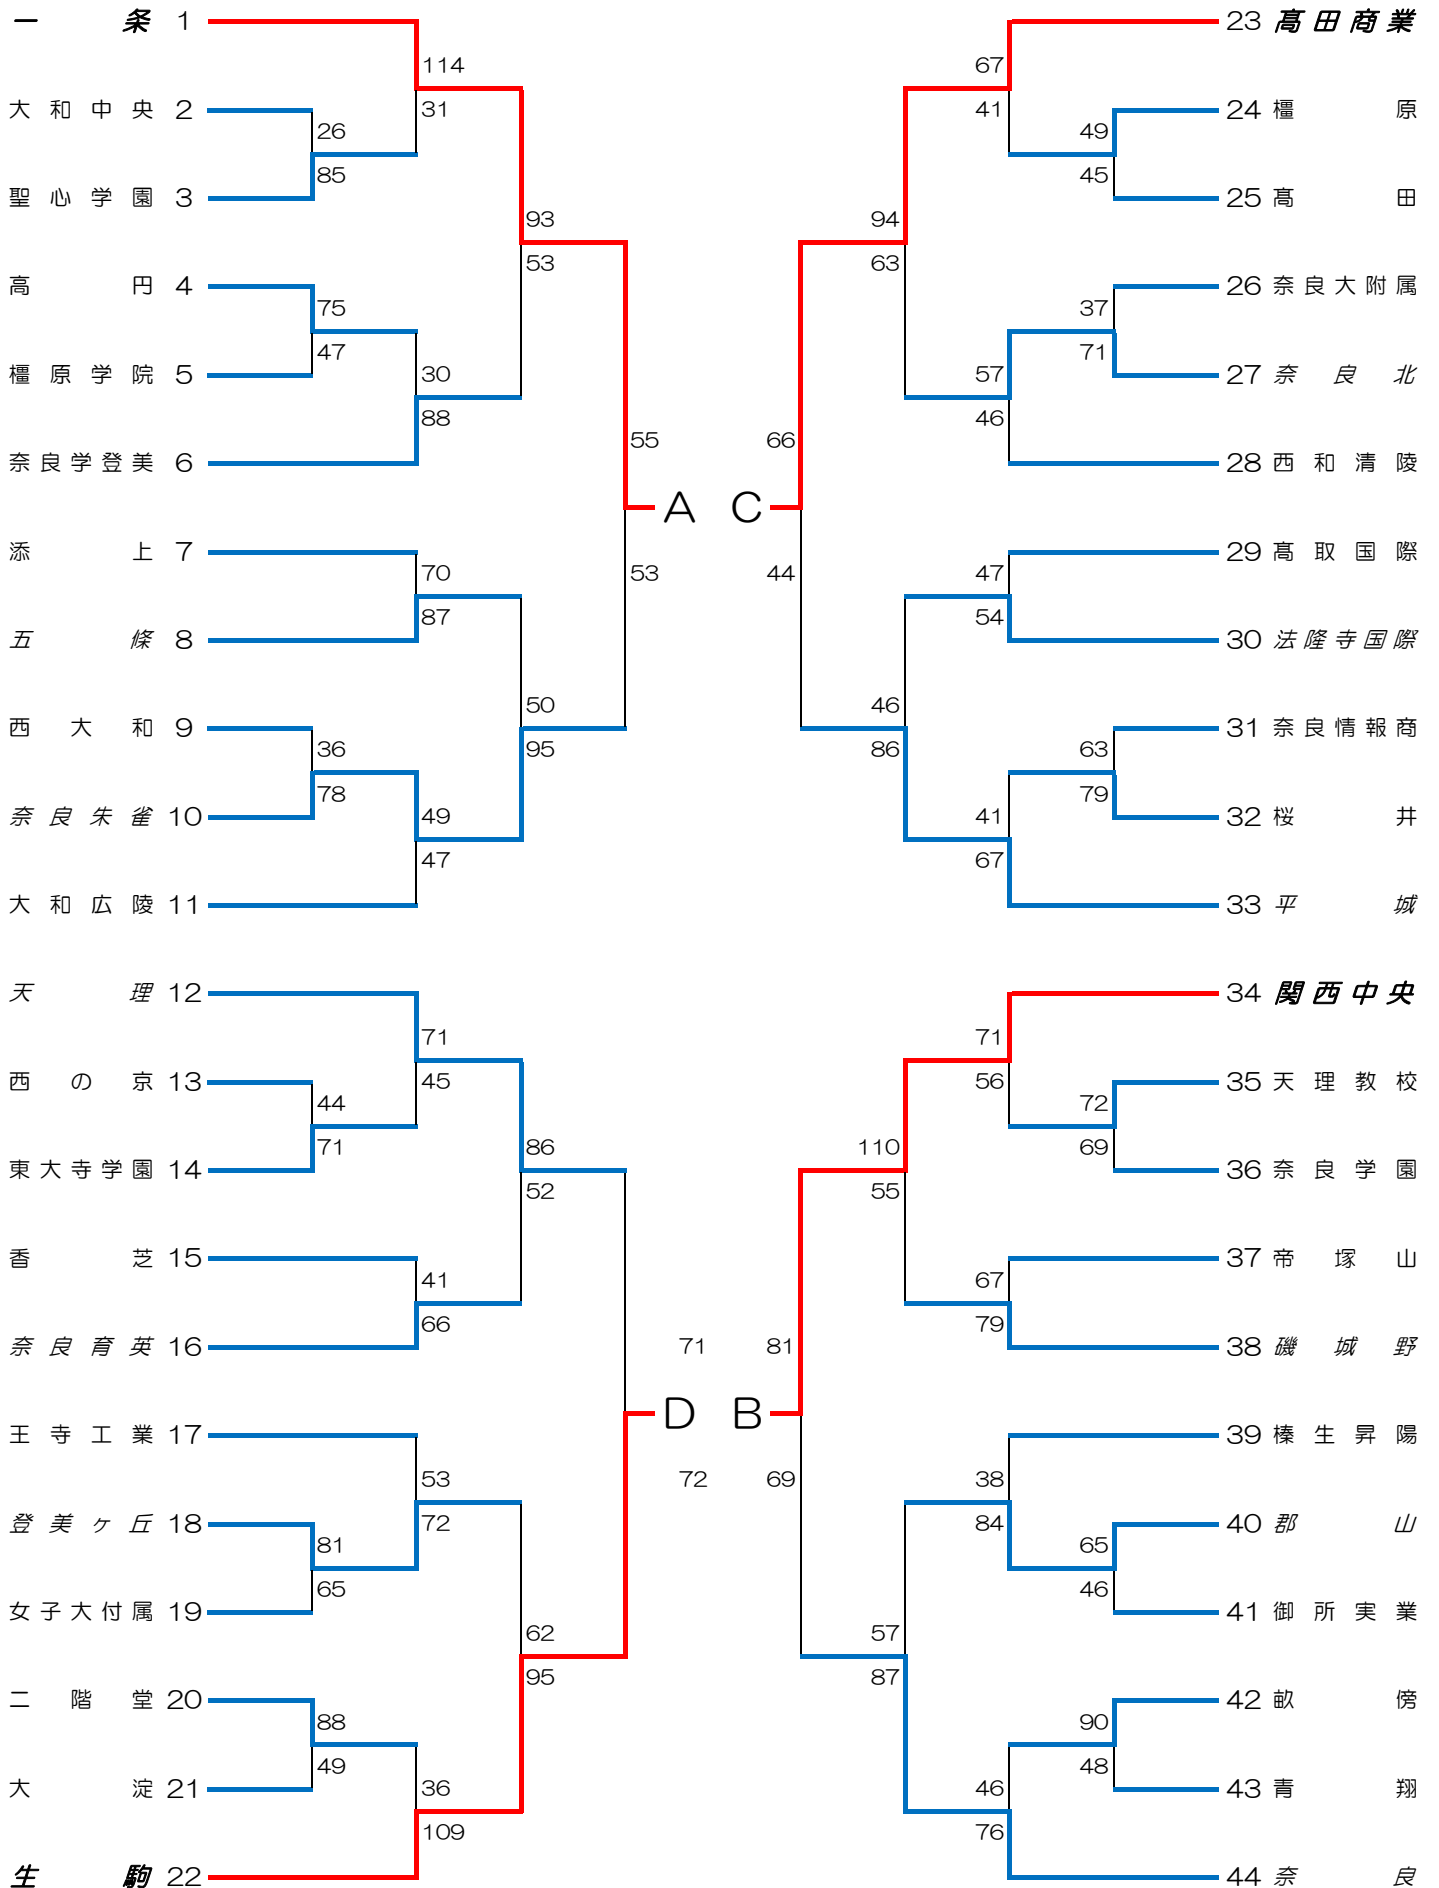 一条 1
114
大和中央 2
31
26
85
聖心学園 3
93
53
高円 4
75
47
橿原学院 5
30
88
奈良学登美 6
55
A
添上 7
70
53
87
五條 8
50
西大和 9
36
95
78
奈良朱雀 10
49
47
大和広陵 11
天理 12
71
西の京 13
45
44
71
東大寺学園 14
86
52
香芝 15
41
66
奈良育英 16
71
D
王寺工業 17
53
72
登美ヶ丘 18
72
81
65
女子大付属 19
62
95
二階堂 20
88
49
大淀 21
36
109
生駒 22
23 髙田商業
67
24 橿原
41
49
45
25 髙田
94
63
26 奈良大附属
37
71
27 奈良北
57
46
28 西和清陵
66
C
29 髙取国際
47
44
54
30 法隆寺国際
46
31 奈良情報商
63
86
79
32 桜井
41
67
33 平城
34 関西中央
71
35 天理教校
56
72
69
36 奈良学園
110
55
37 帝塚山
67
79
38 磯城野
81
B
39 榛生昇陽
38
69
84
40 郡山
65
46
41 御所実業
57
87
42 畝傍
90
48
43 青翔
46
76
44 奈良